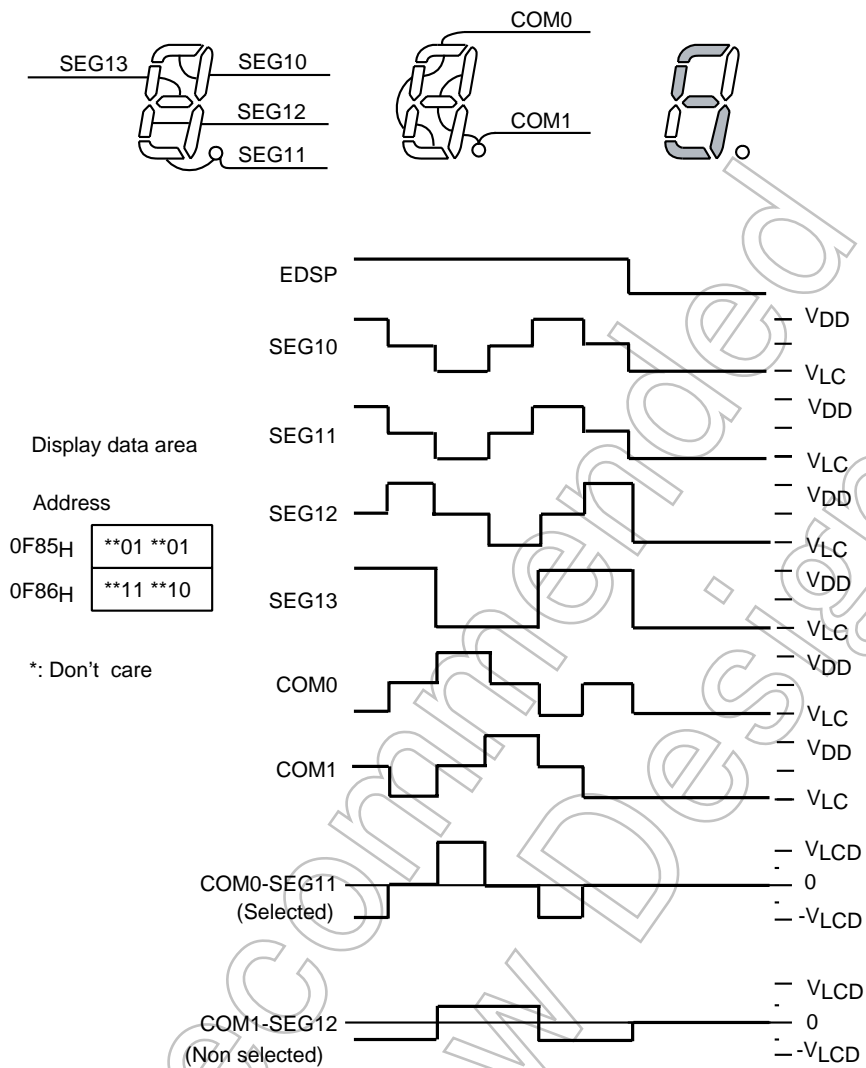 COM0
SEG13 SEG10
SEG12
COM1
SEG11
EDSP
VDD
SEG10
VLC
VDD
SEG11
Display data area
VLC
VDD
Address
SEG12
0F85H **01 **01
VLC
VDD
0F86H **11 **10
SEG13
VLC
*: Don't care
VDD
COM0
VLC
VDD
COM1
VLC
VLCD
COM0-SEG11 0
(Selected)
-VLCD
VLCD
COM1-SEG12 0
(Non selected)
-VLCD
ecommended
w Design